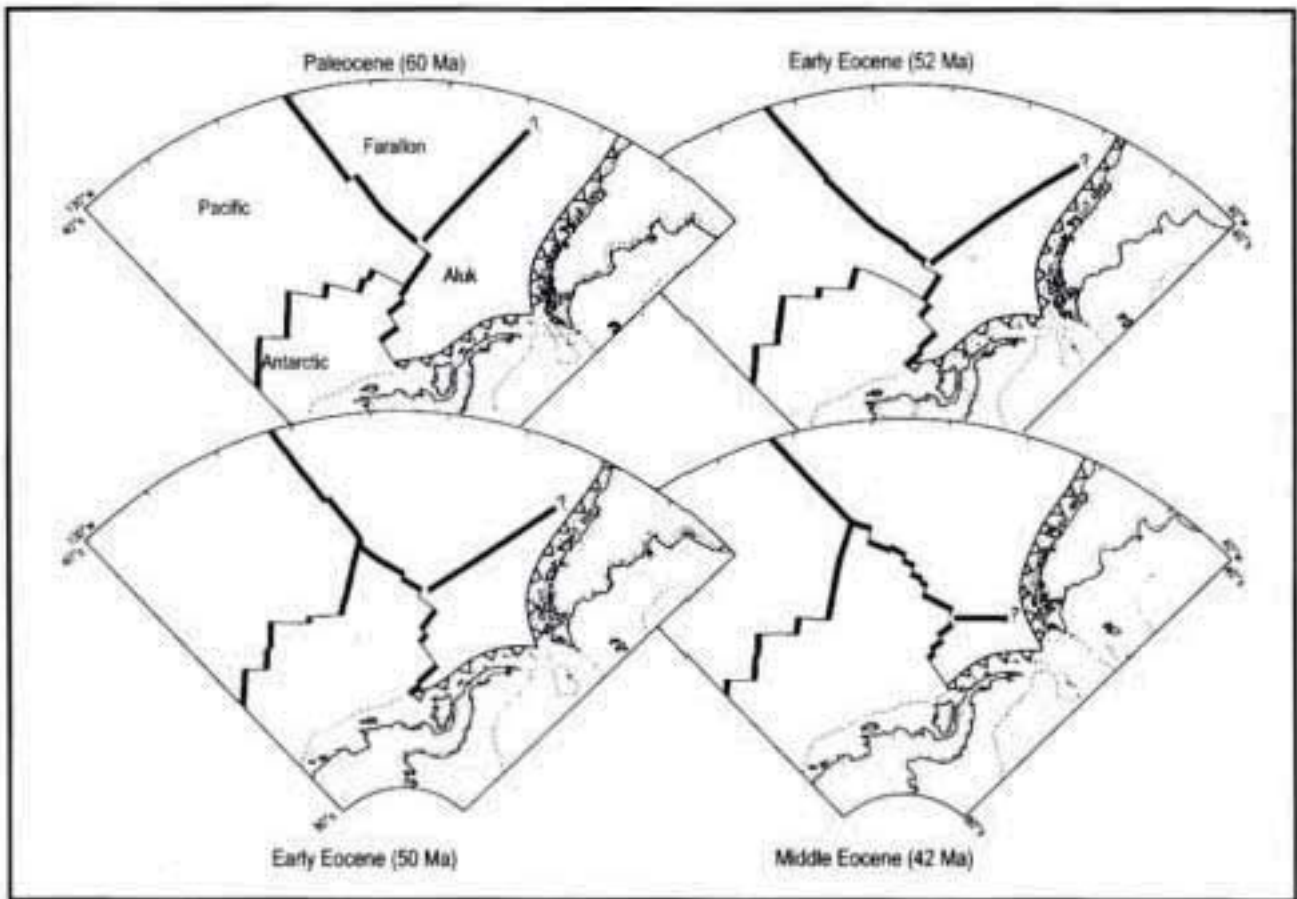 Paleocene (60 Ma)
Early Eocene (52 Ma)
Farallon
?
?
Pacific
Aluk
Antarctic
?
?
Early Eocene (50 Ma)
Middle Eocene (42 Ma)